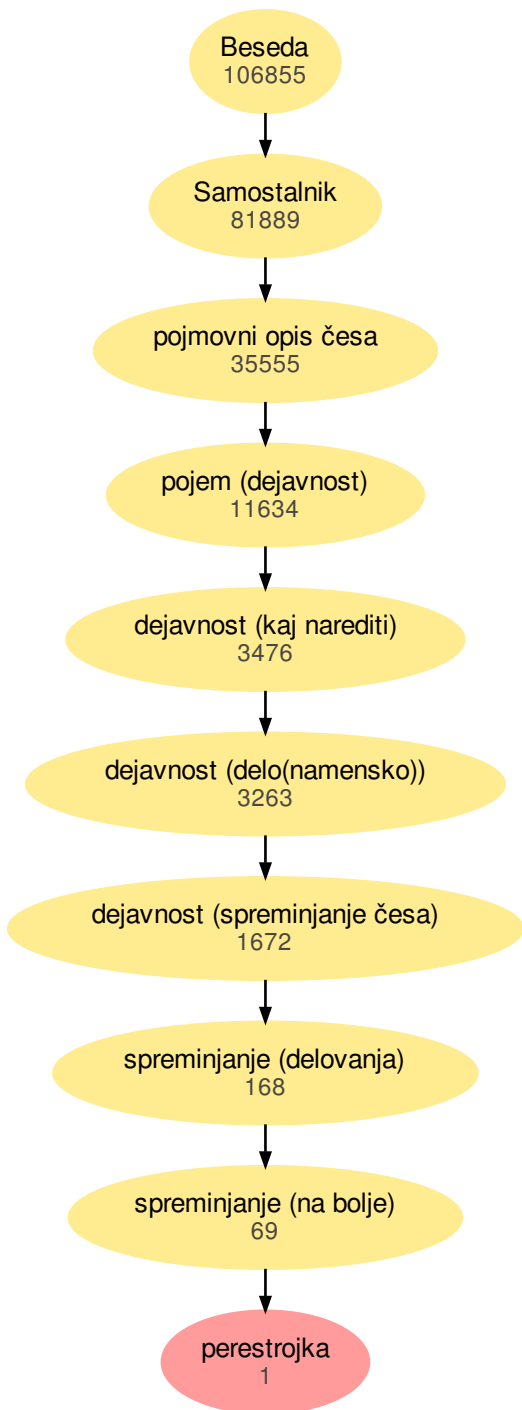 Beseda
106855
Samostalnik
81889
pojmovni opis česa
35555
pojem (dejavnost)
11634
dejavnost (kaj narediti)
3476
dejavnost (delo(namensko))
3263
dejavnost (spreminjanje česa)
1672
spreminjanje (delovanja)
168
spreminjanje (na bolje)
69
perestrojka
1